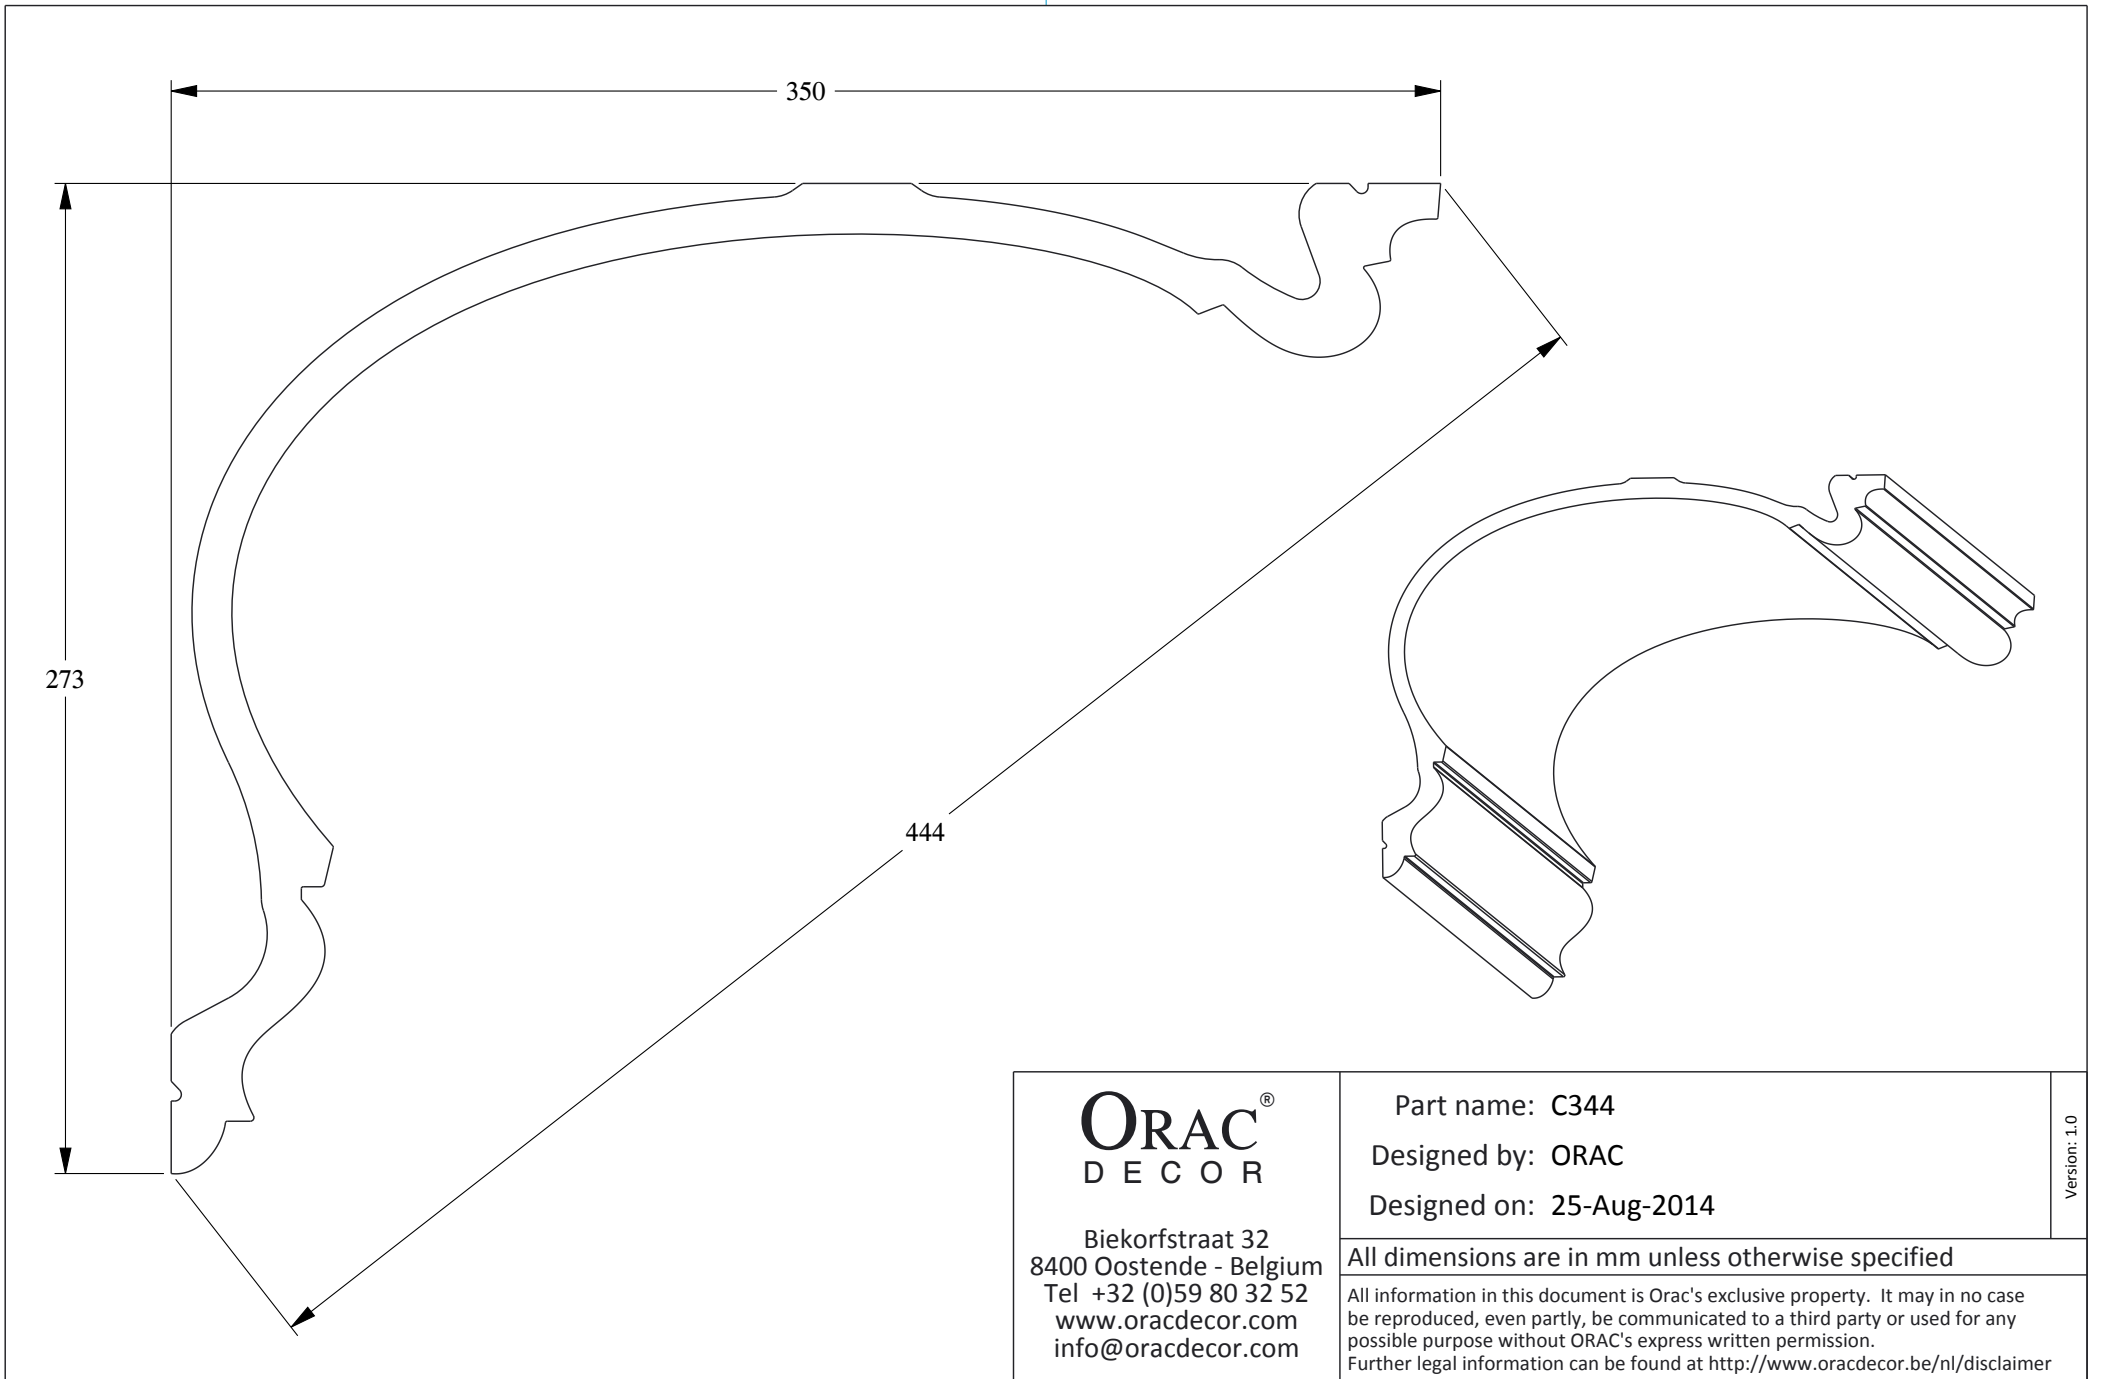 350
273
444
ORAC®
DECOR
Biekorfstraat 32
8400 Oostende - Belgium
Tel +32 (0)59 80 32 52
www.oracdecor.com
info@oracdecor.com
Part name: C344
Designed by: ORAC
Designed on: 25-Aug-2014
Version: 1.0
All dimensions are in mm unless otherwise specified
All information in this document is Orac's exclusive property. It may in no case
be reproduced, even partly, be communicated to a third party or used for any
possible purpose without ORAC's express written permission.
Further legal information can be found at http://www.oracdecor.be/nl/disclaimer